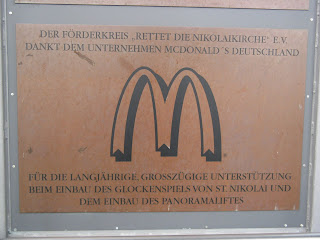 DER FÖRDERKREIS „RETTET DIE NIKOLAIKIRCHE“ E.V.
DANKT DEM UNTERNEHMEN MCDONALD´S DEUTSCHLAND
M®
FÜR DIE LANGJÄHRIGE, GROSSZÜGIGE UNTERSTÜTZUNG
BEIM EINBAU DES GLOCKENSPIELS VON ST. NIKOLAI UND
DEM EINBAU DES PANORAMALIFTES